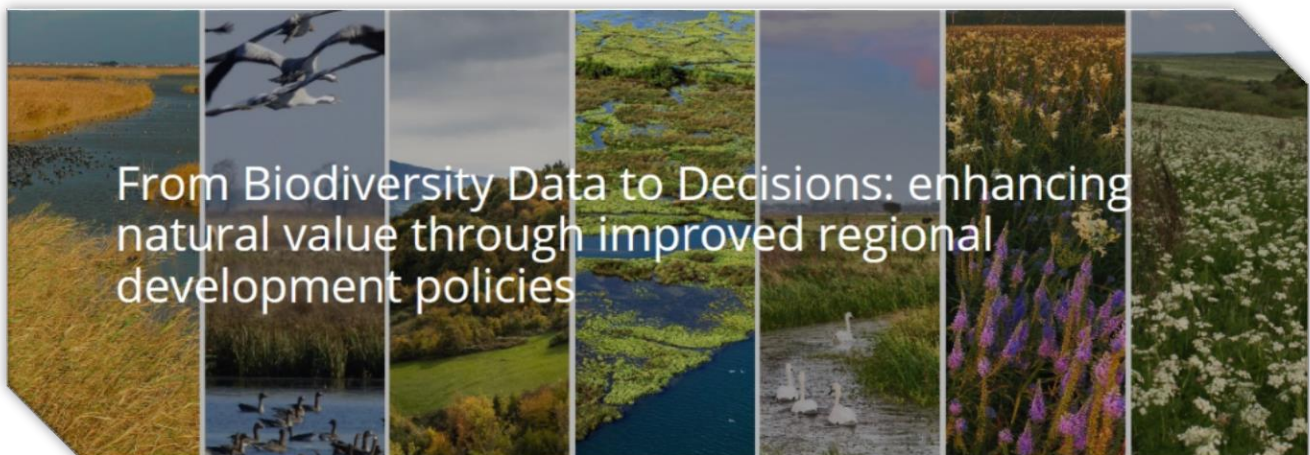 From Biodiversity Data to Decisions: enhancing
natural value through improved regional
development policies